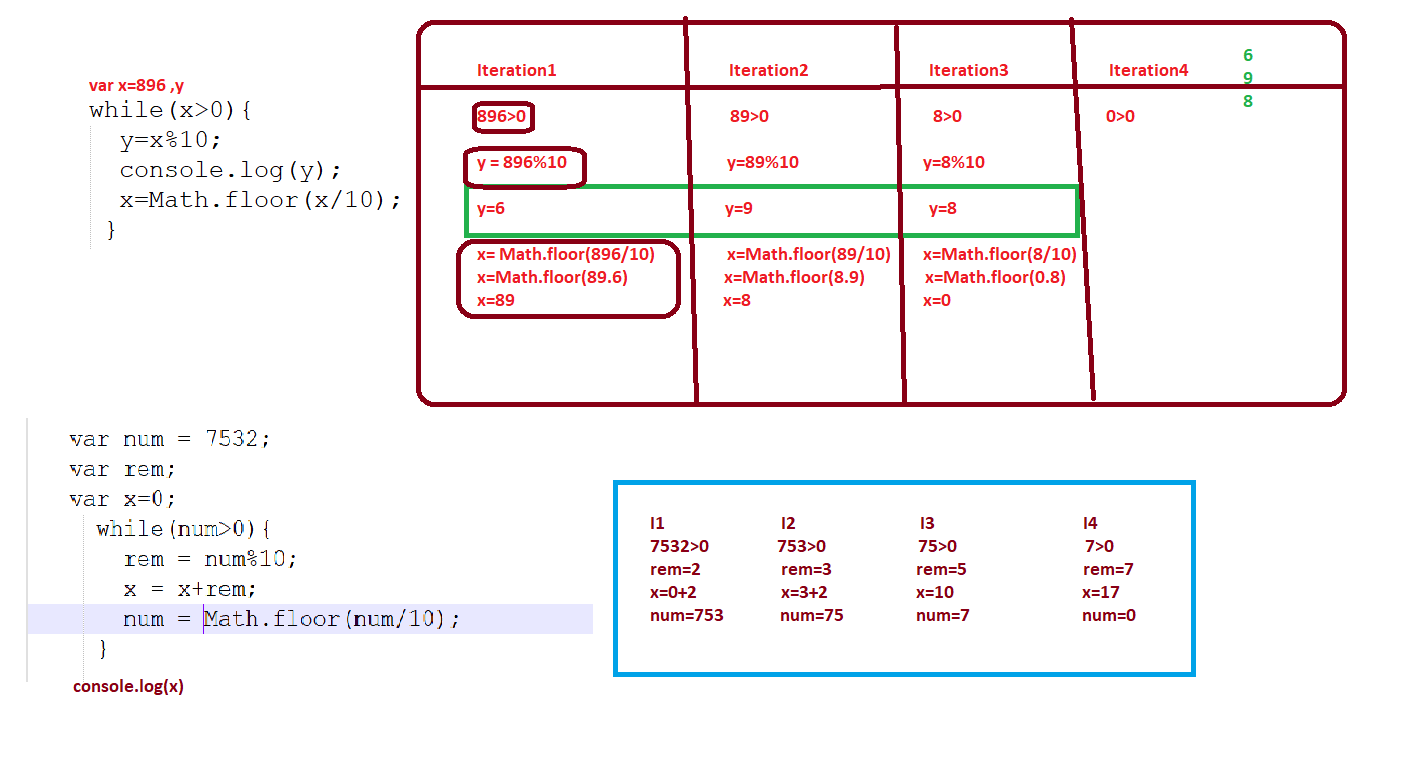 var x=896 ,y
while(x>0){
y=x%10;
console.log(y);
x=Math.floor(x/10);
}
Iteration1 Iteration2 Iteration3 Iteration4
6
9
8
896>0 89>0 8>0 0>0
y = 896%10 y=89%10 y=8%10
y=6 y=9 y=8
x= Math.floor(896/10) x=Math.floor(89/10) x=Math.floor(8/10)
x=Math.floor(89.6) x=Math.floor(8.9) x=Math.floor(0.8)
x=89 x=8 x=0
var num = 7532;
var rem;
var x=0;
while(num>0){
rem = num%10;
x = x+rem;
num = Math.floor(num/10);
}
console.log(x)
I1 I2 I3 I4
7532>0 753>0 75>0 7>0
rem=2 rem=3 rem=5 rem=7
x=0+2 x=3+2 x=10 x=17
num=753 num=75 num=7 num=0